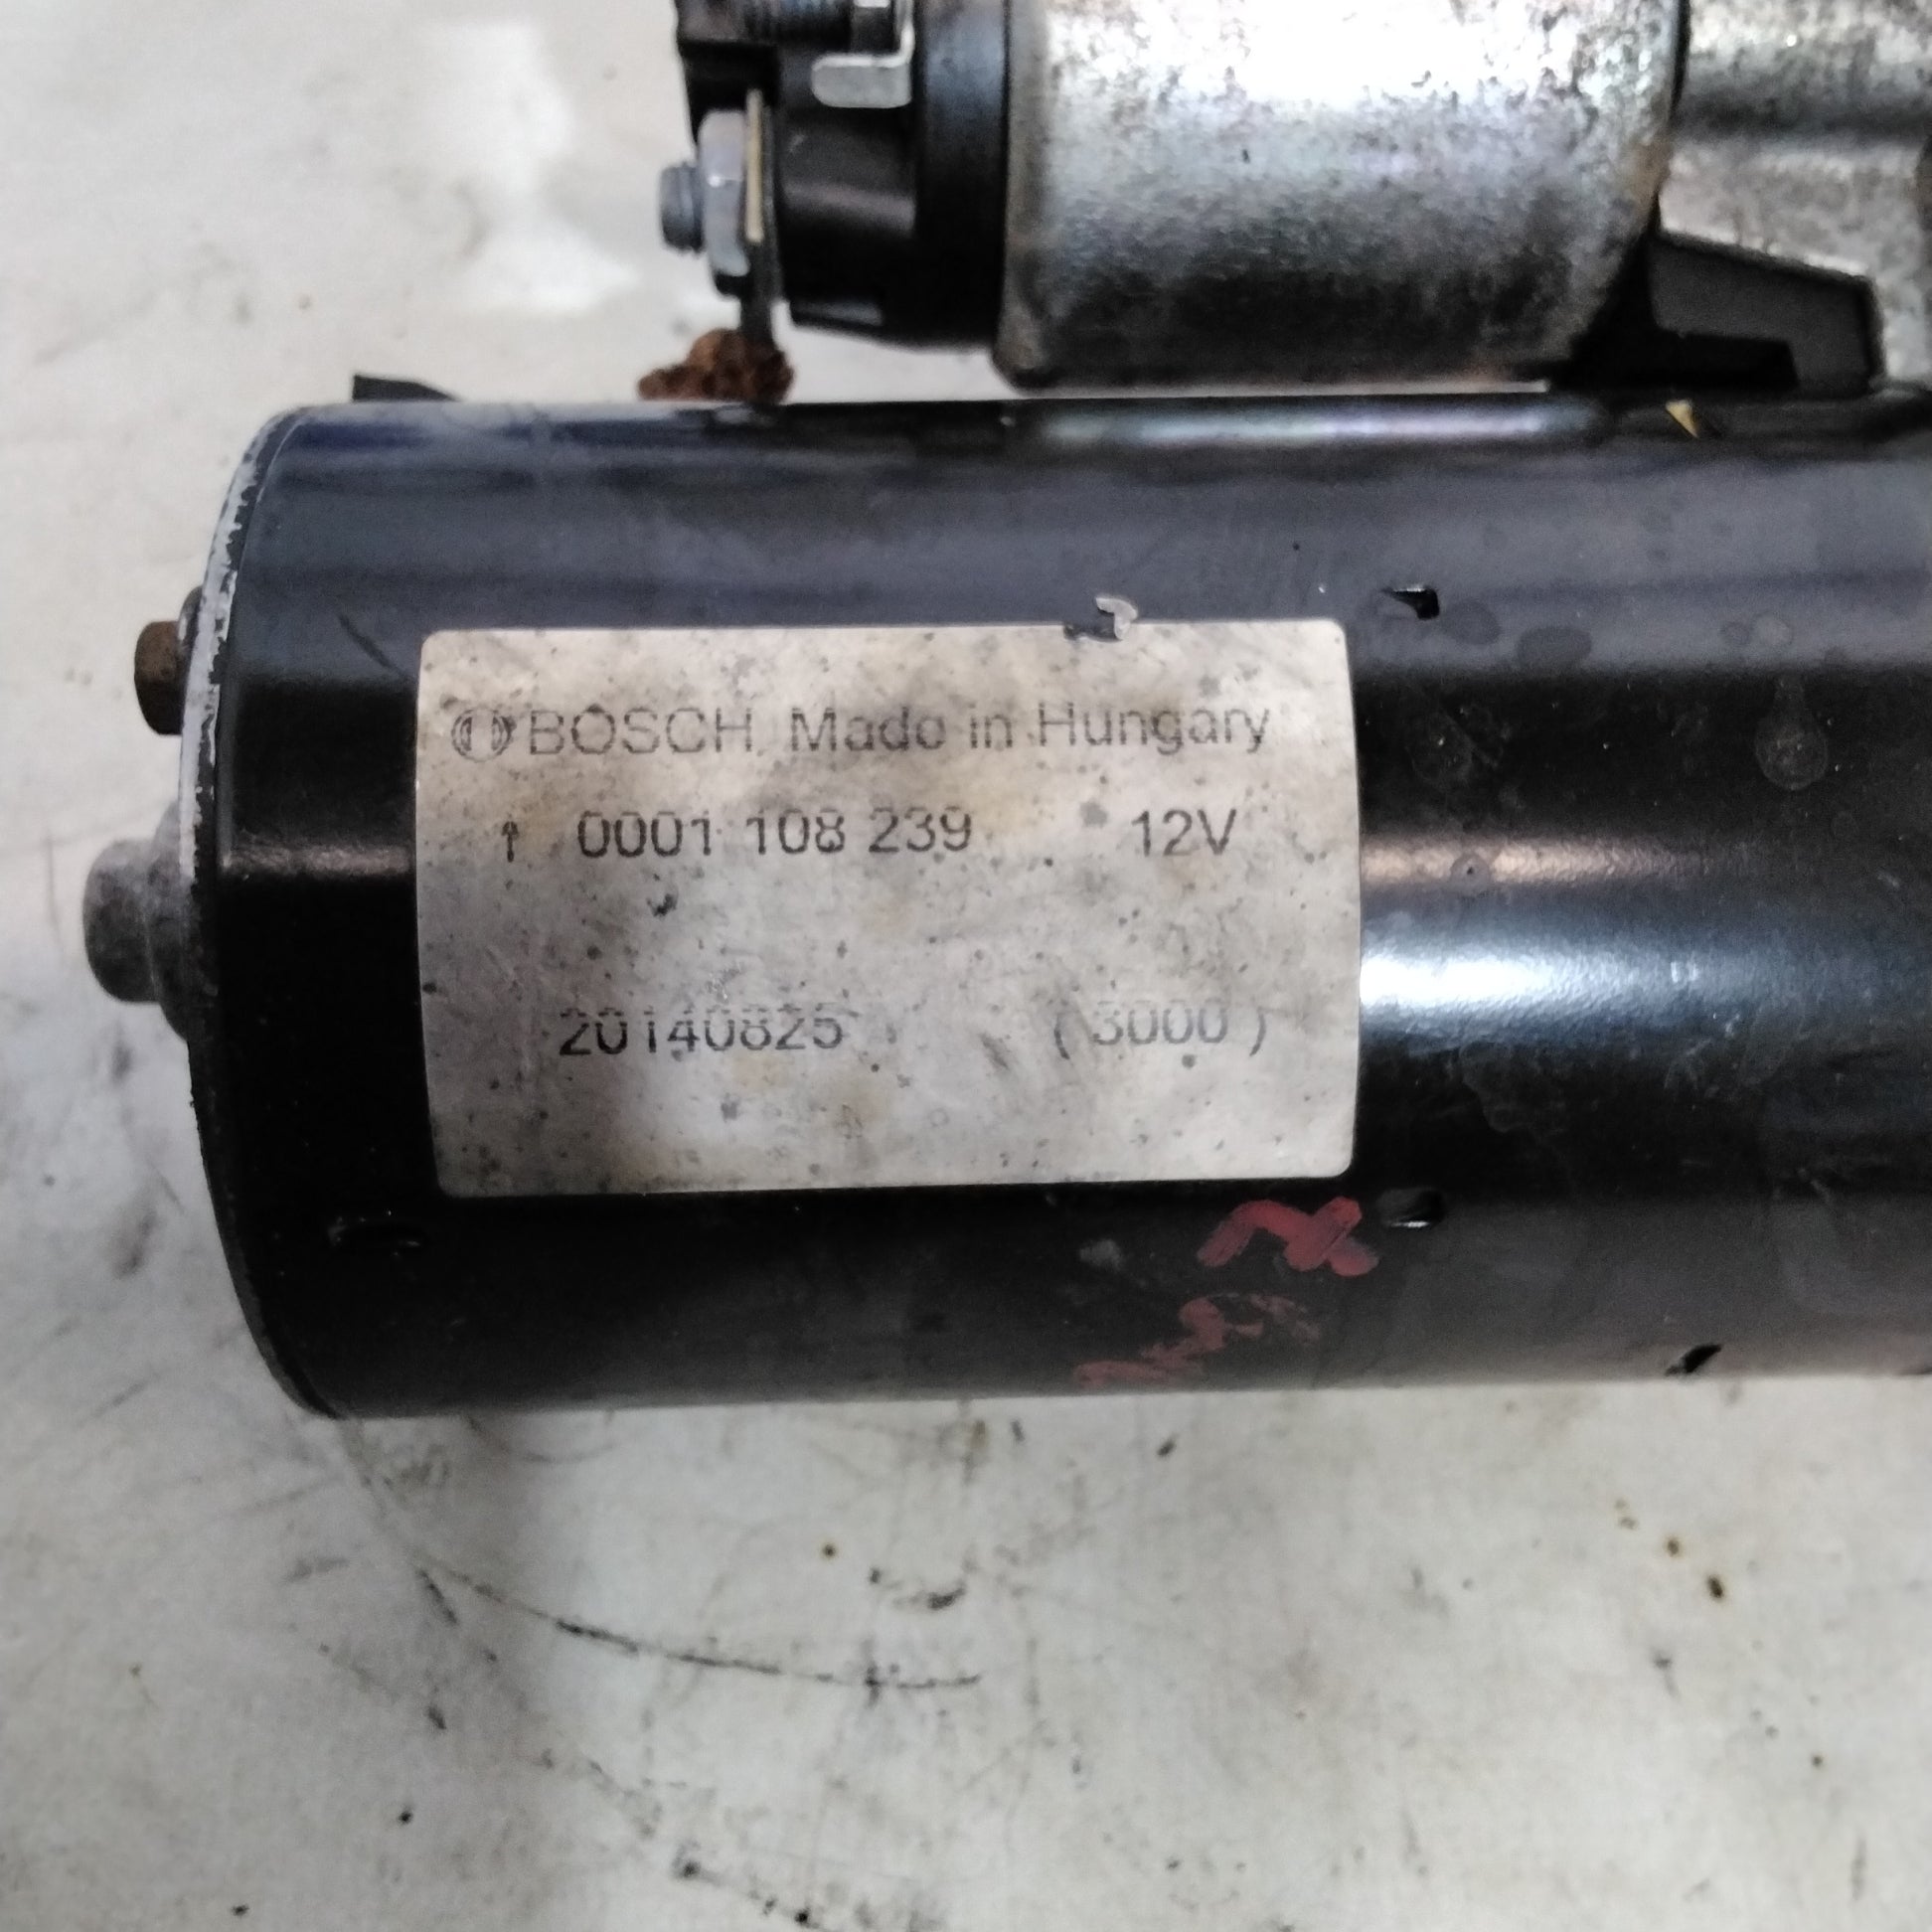 BOSCH Made in Hungary
↑ 0001 108 239 12V
20140825 ( 3000 )